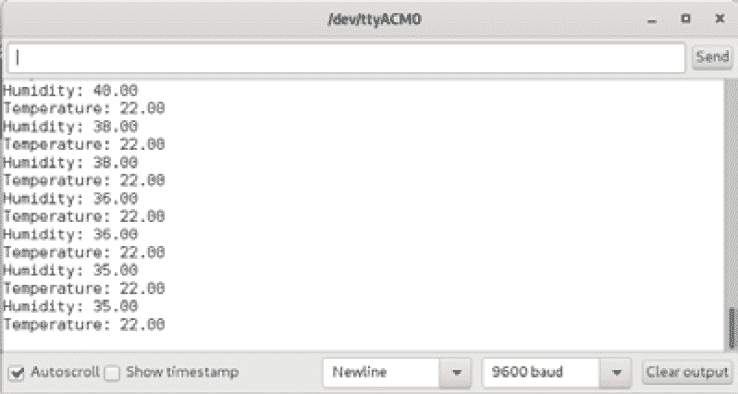 /dev/ttyACM0
Send
Humidity: 40.00
Temperature: 22.00
Humidity: 38.00
Temperature: 22.00
Humidity: 38.00
Temperature: 22.00
Humidity: 36.00
Temperature: 22.00
Humidity: 36.00
Temperature: 22.00
Humidity: 35.00
Temperature: 22.00
Humidity: 35.00
Temperature: 22.00
Autoscroll Show timestamp Newline 9600 baud Clear output